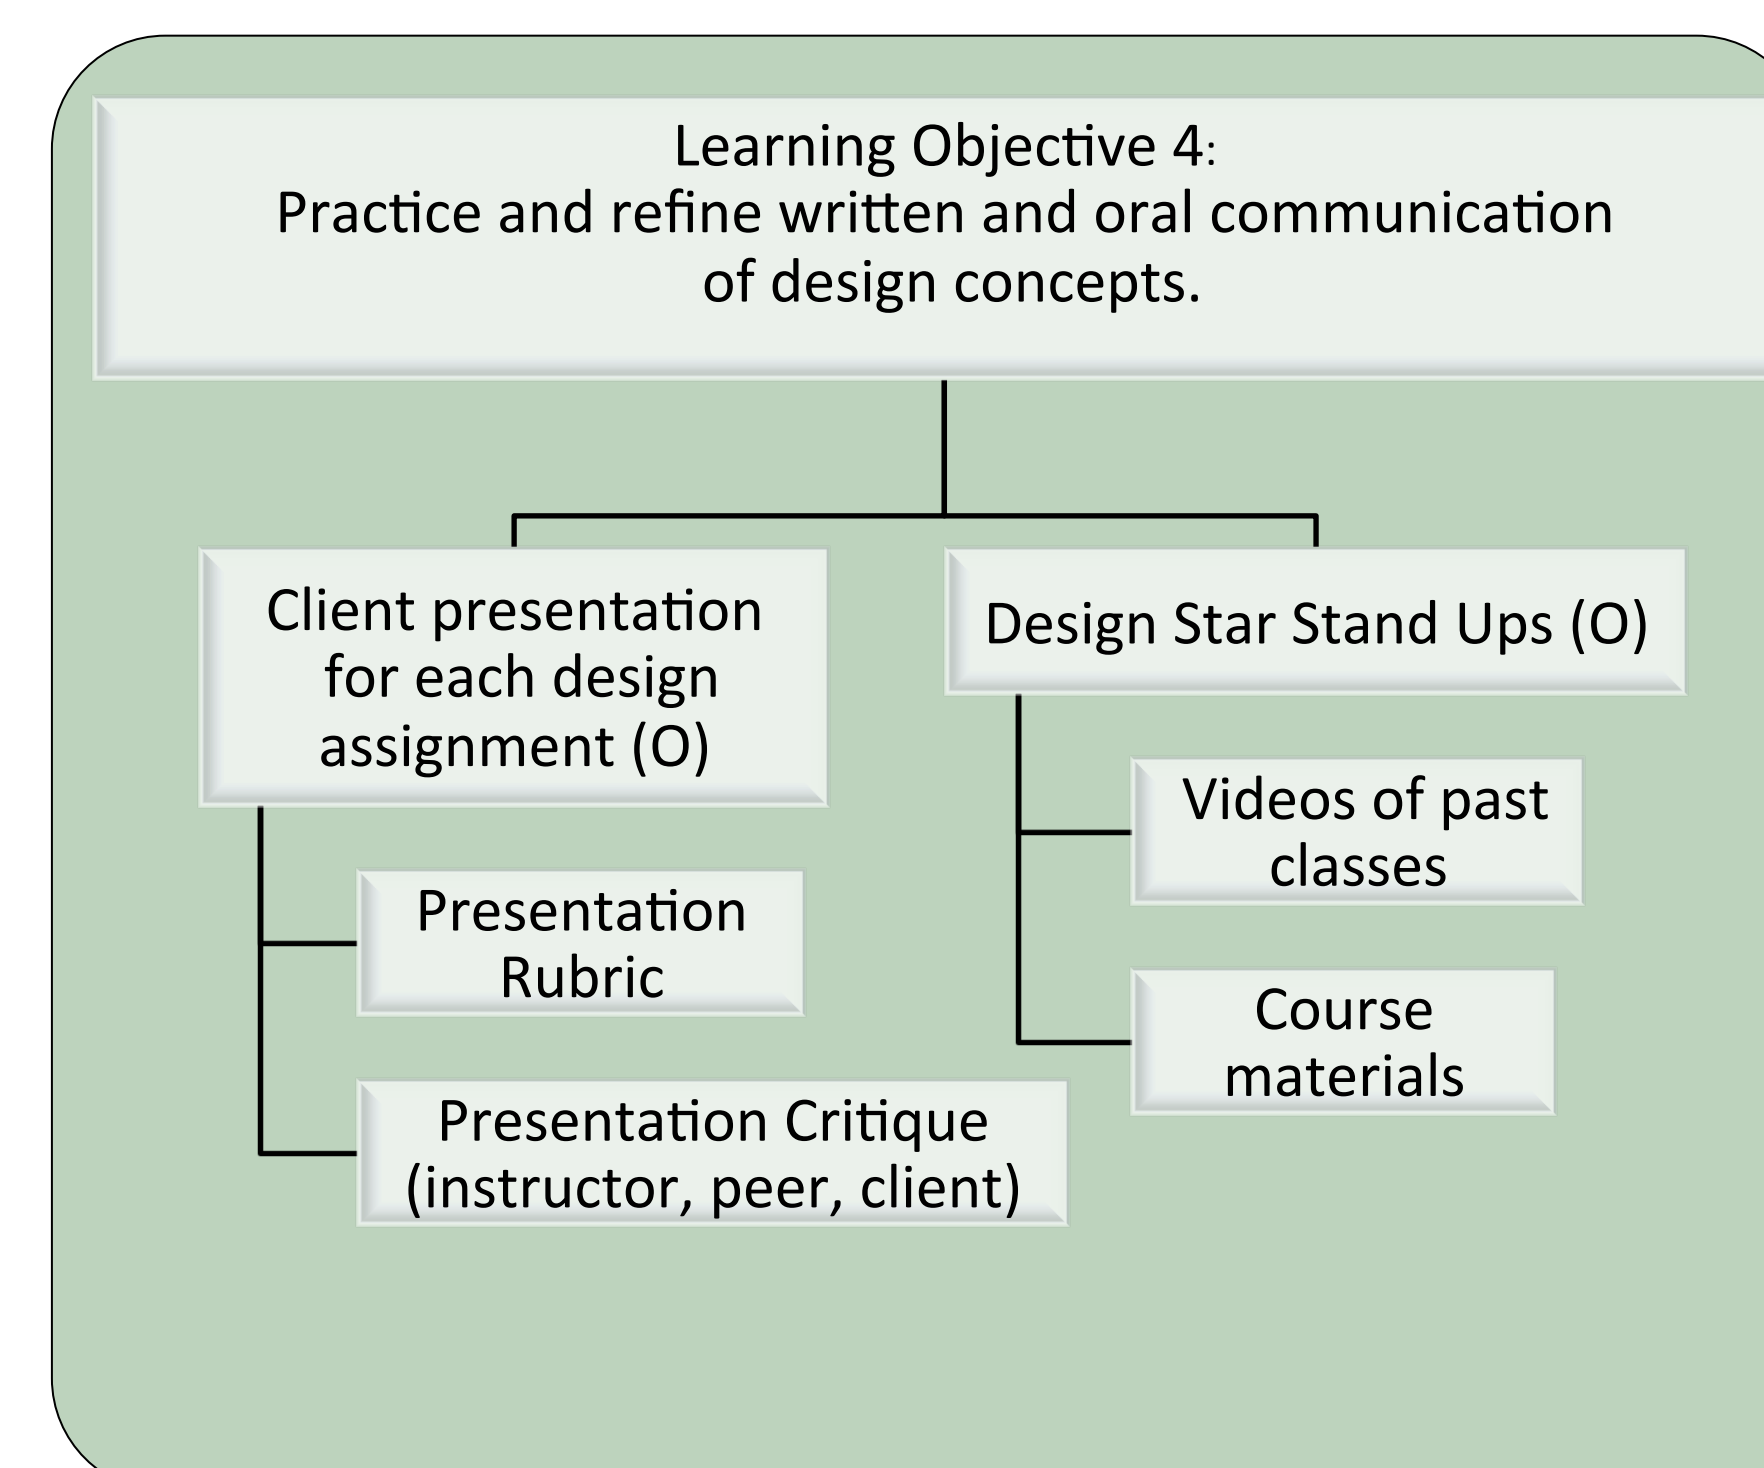 Learning Objective 4:
Practice and refine written and oral communication
of design concepts.
Client presentation
for each design
assignment (O)
Presentation
Rubric
Presentation Critique
(instructor, peer, client)
Design Star Stand Ups (O)
Videos of past
classes
Course
materials